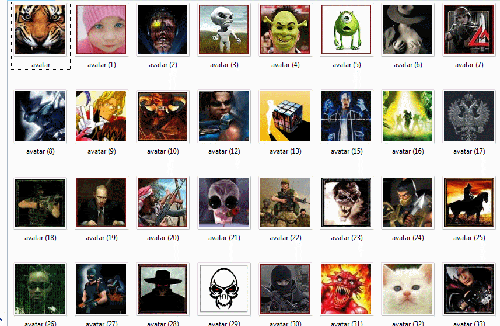 avatar avatar (1) avatar (2) avatar (3) avatar (4) avatar (5) avatar (6) avatar (7)
avatar (8) avatar (9) avatar (10) avatar (12) avatar (13) avatar (15) avatar (16) avatar (17)
avatar (18) avatar (19) avatar (20) avatar (21) avatar (22) avatar (23) avatar (24) avatar (25)
avatar (26) avatar (27) avatar (28) avatar (29) avatar (30) avatar (31) avatar (32) avatar (33)